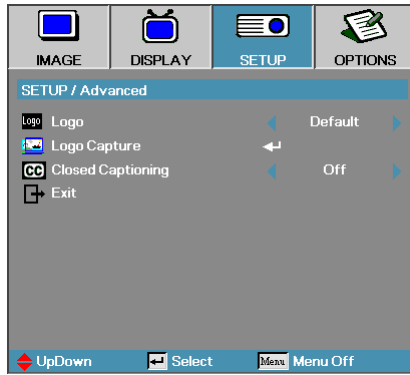 IMAGE DISPLAY SETUP OPTIONS
SETUP / Advanced
Logo Logo Default
Logo Capture
CC Closed Captioning Off
Exit
UpDown Select Menu Menu Off